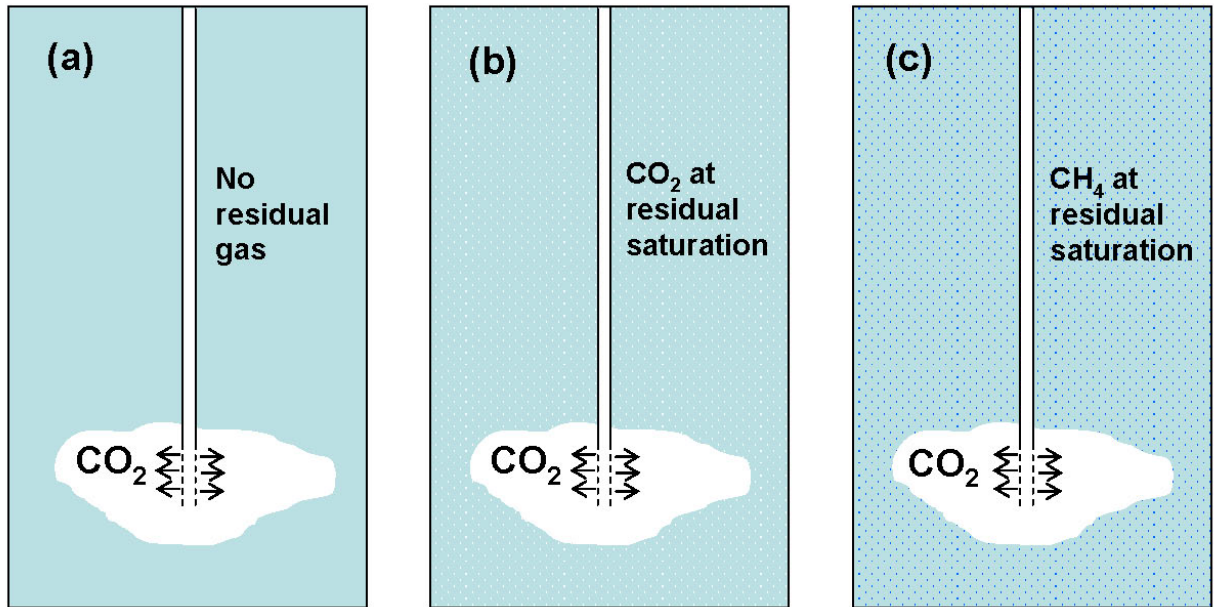 (a)
No
residual
gas
CO₂
(b)
CO₂ at
residual
saturation
CO₂
(c)
CH₄ at
residual
saturation
CO₂